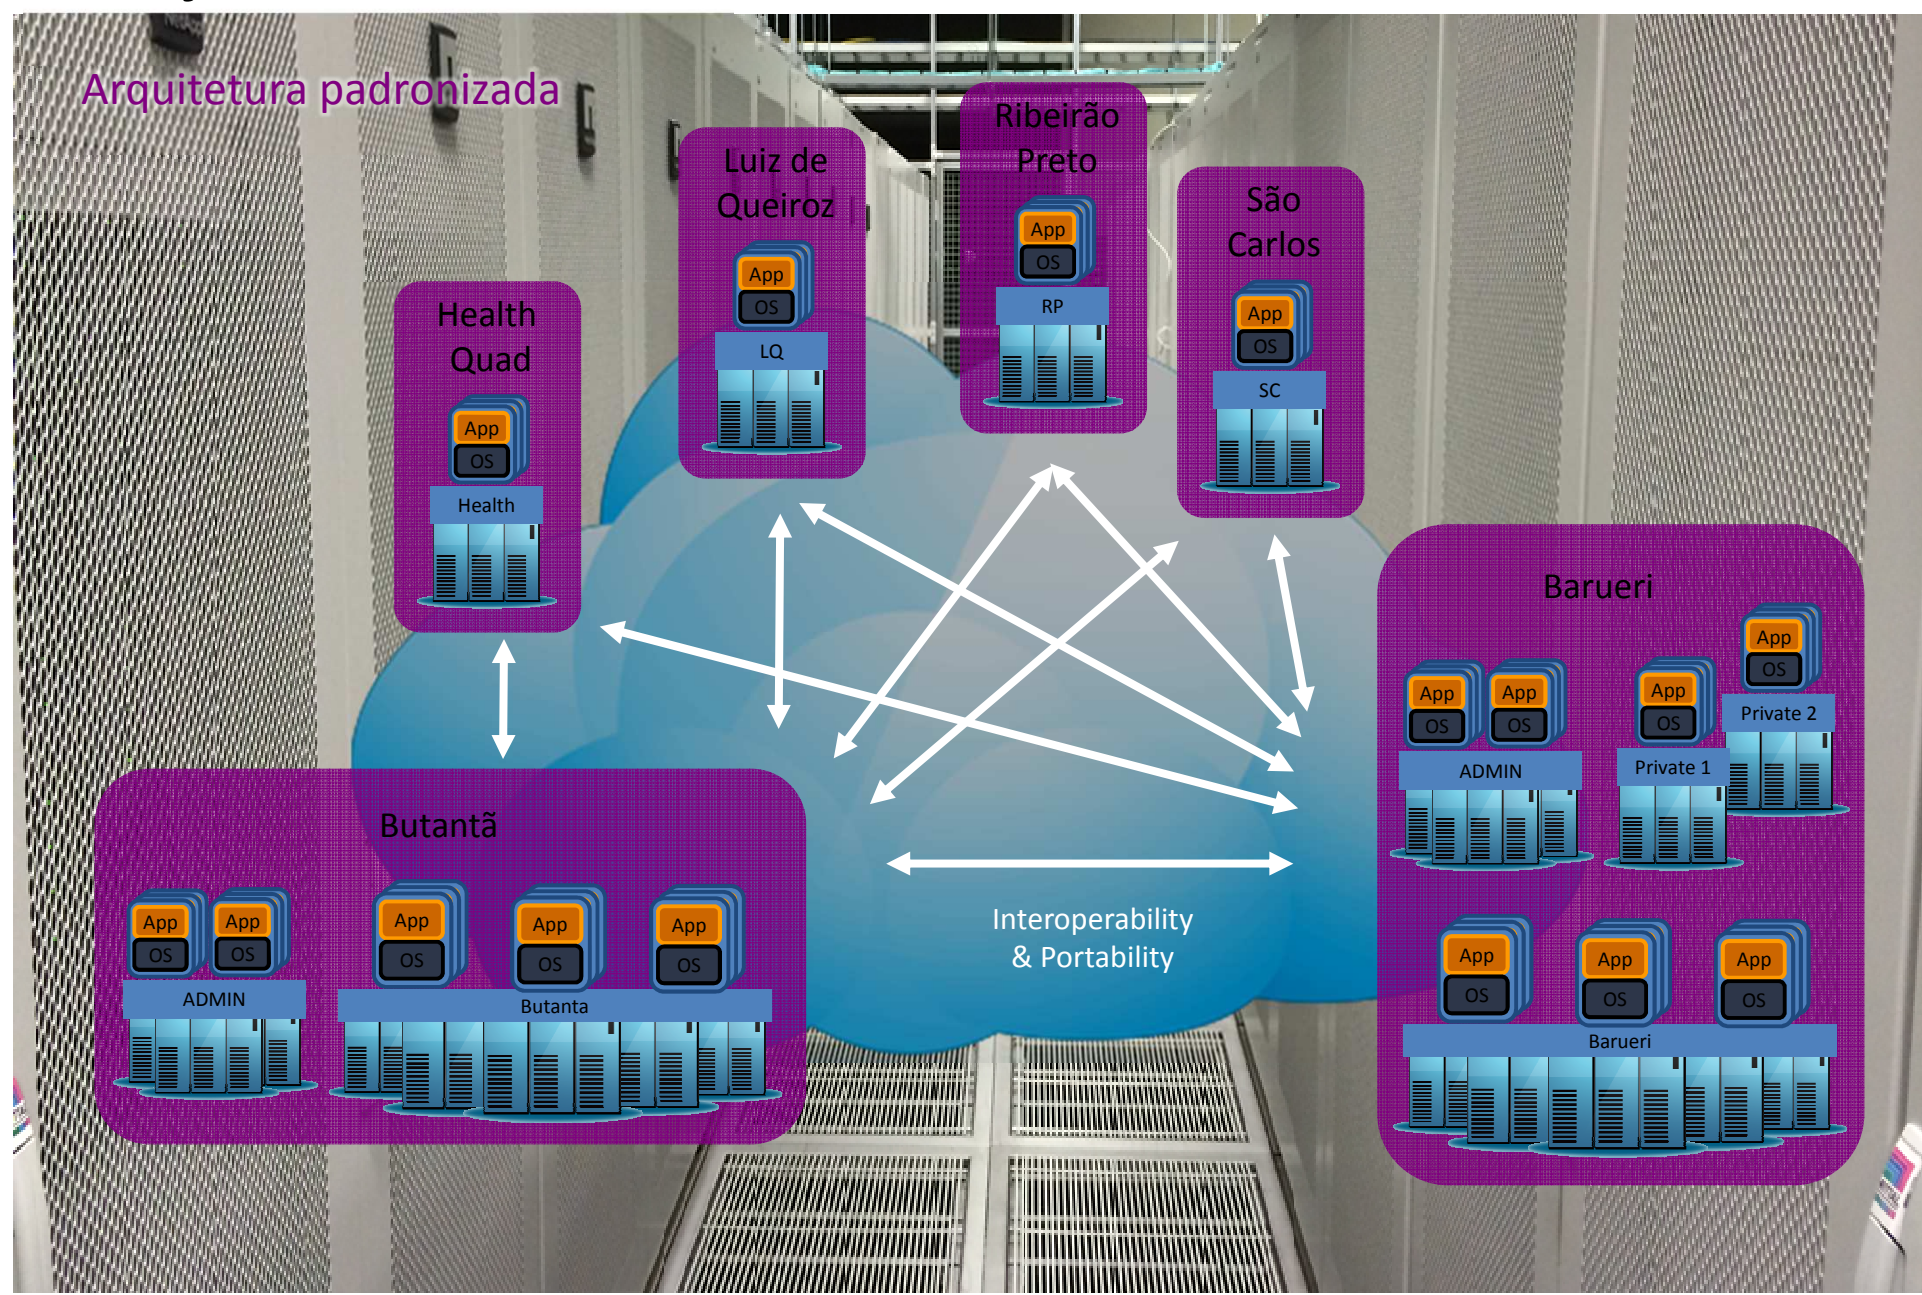 Arquitetura padronizada
Ribeirão
Preto
App
OS
RP
Luiz de
Queiroz
App
OS
LQ
São
Carlos
App
OS
SC
Health
Quad
App
OS
Health
Barueri
App
OS
Private 2
App
OS
Private 1
App
OS
App
OS
ADMIN
App
OS
App
OS
App
OS
Barueri
Butantã
App
OS
App
OS
ADMIN
App
OS
App
OS
App
OS
Butanta
Interoperability
& Portability